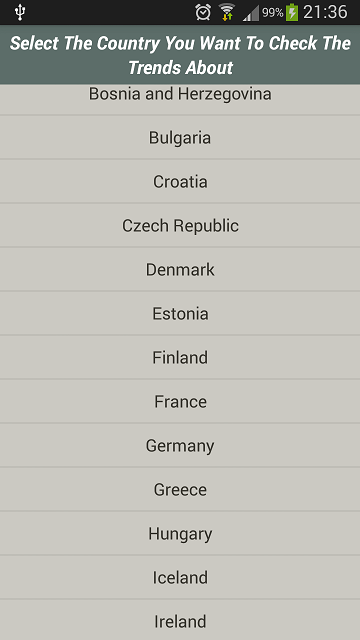 99% 21:36
Select The Country You Want To Check The
Trends About
Bosnia and Herzegovina
Bulgaria
Croatia
Czech Republic
Denmark
Estonia
Finland
France
Germany
Greece
Hungary
Iceland
Ireland